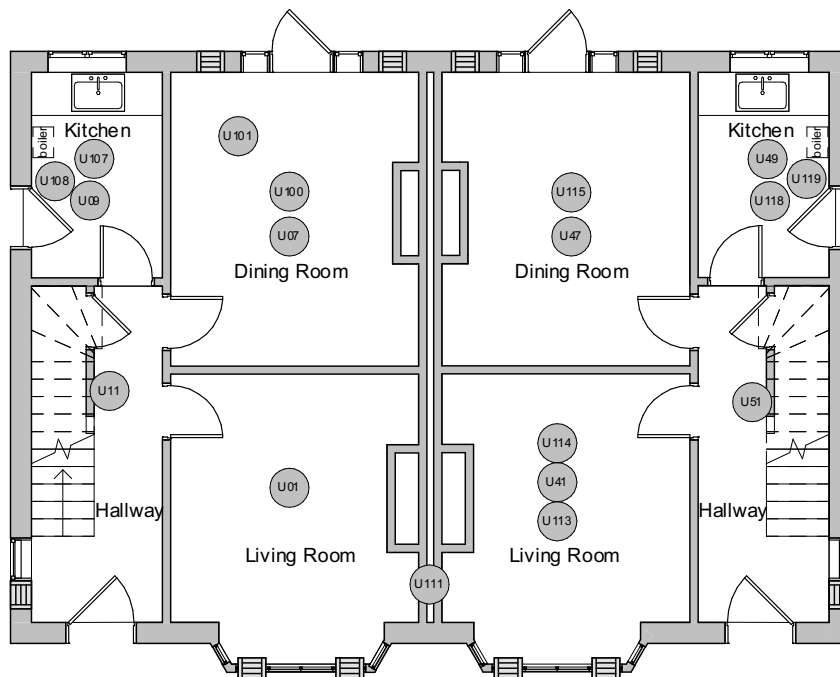 Kitchen
boiler
U107
U108
U09
U101
U100
U07
Dining Room
U115
U47
Dining Room
Kitchen
boiler
U49
U119
U118
U11
Hallway
U01
Living Room
U111
U114
U41
U113
Living Room
U51
Hallway